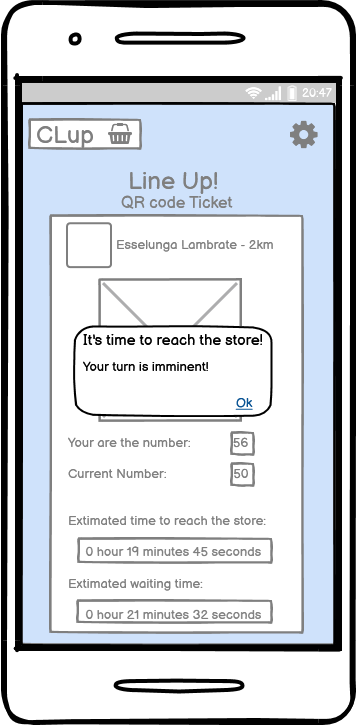 20:47
CLup
Line Up!
QR code Ticket
Esselunga Lambrate - 2km
It's time to reach the store!
Your turn is imminent!
Ok
Your are the number: 56
Current Number: 50
Extimated time to reach the store:
0 hour 19 minutes 45 seconds
Extimated waiting time:
0 hour 21 minutes 32 seconds